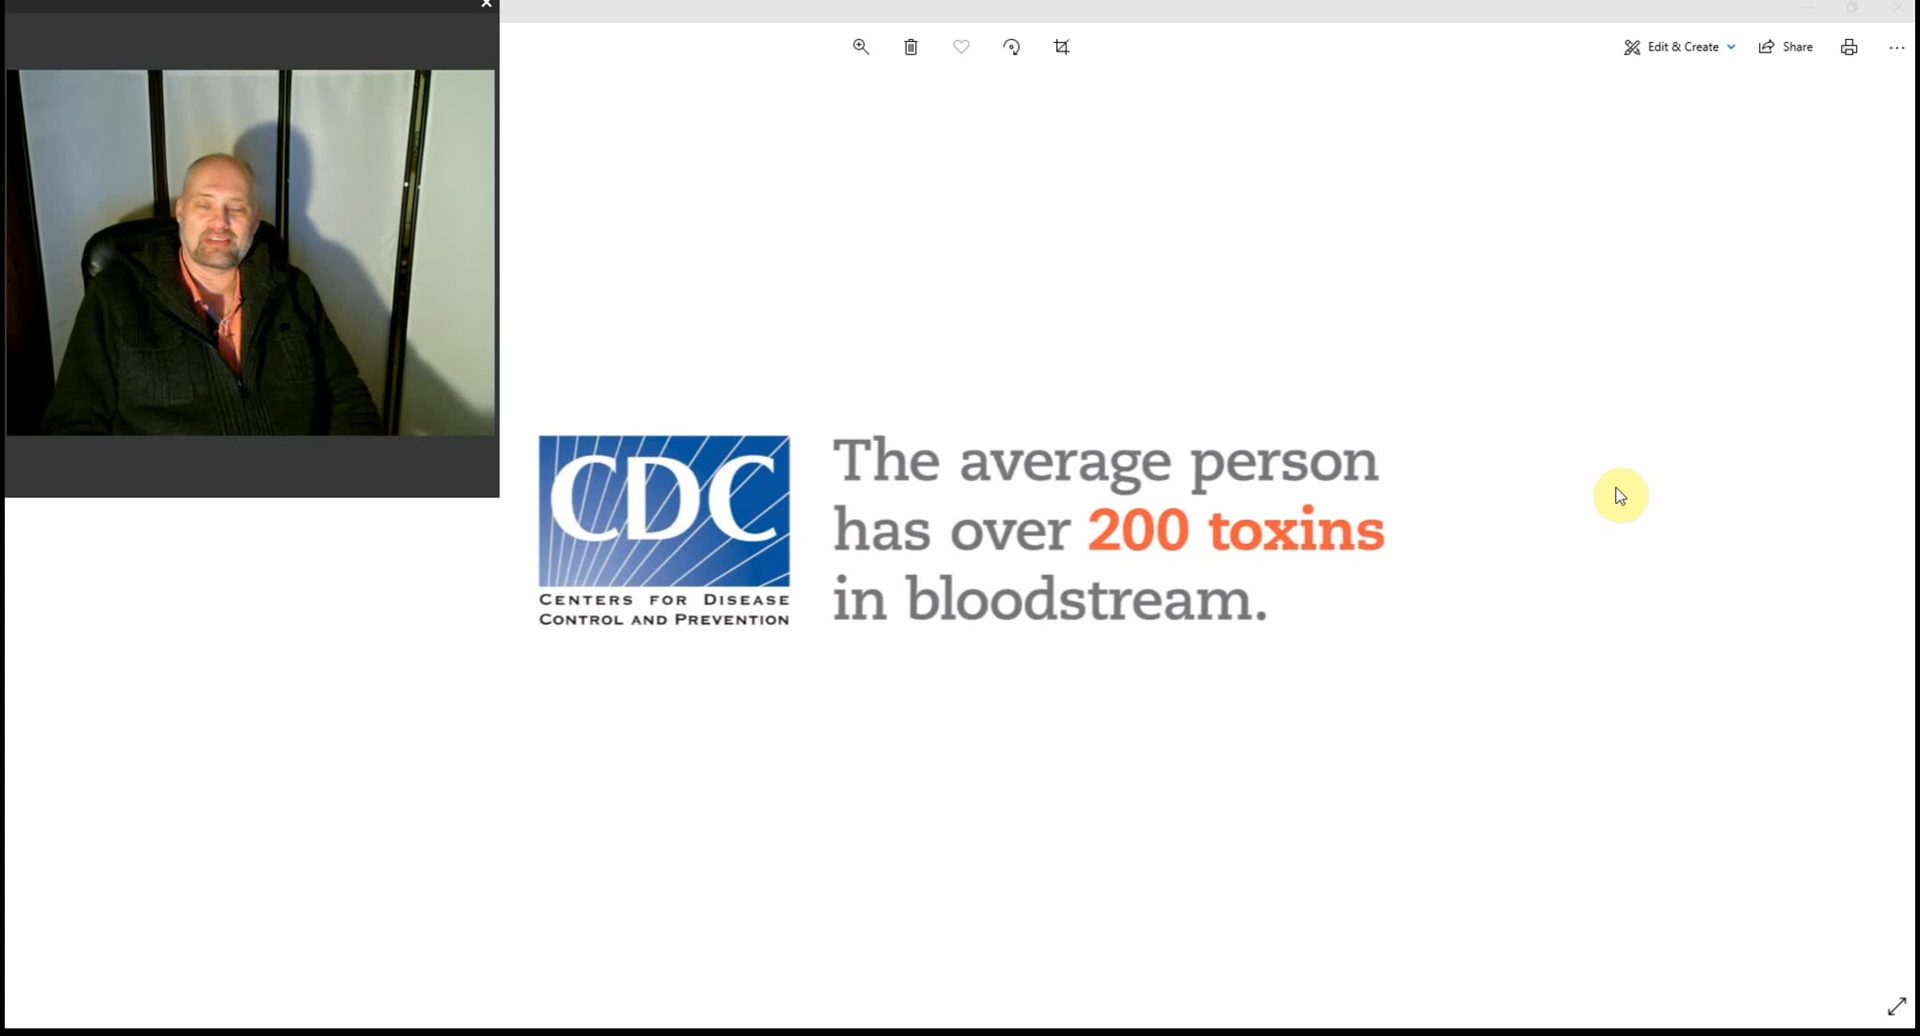 Edit & Create
Share
CDC
CENTERS FOR DISEASE
CONTROL AND PREVENTION
The average person
has over 200 toxins
in bloodstream.